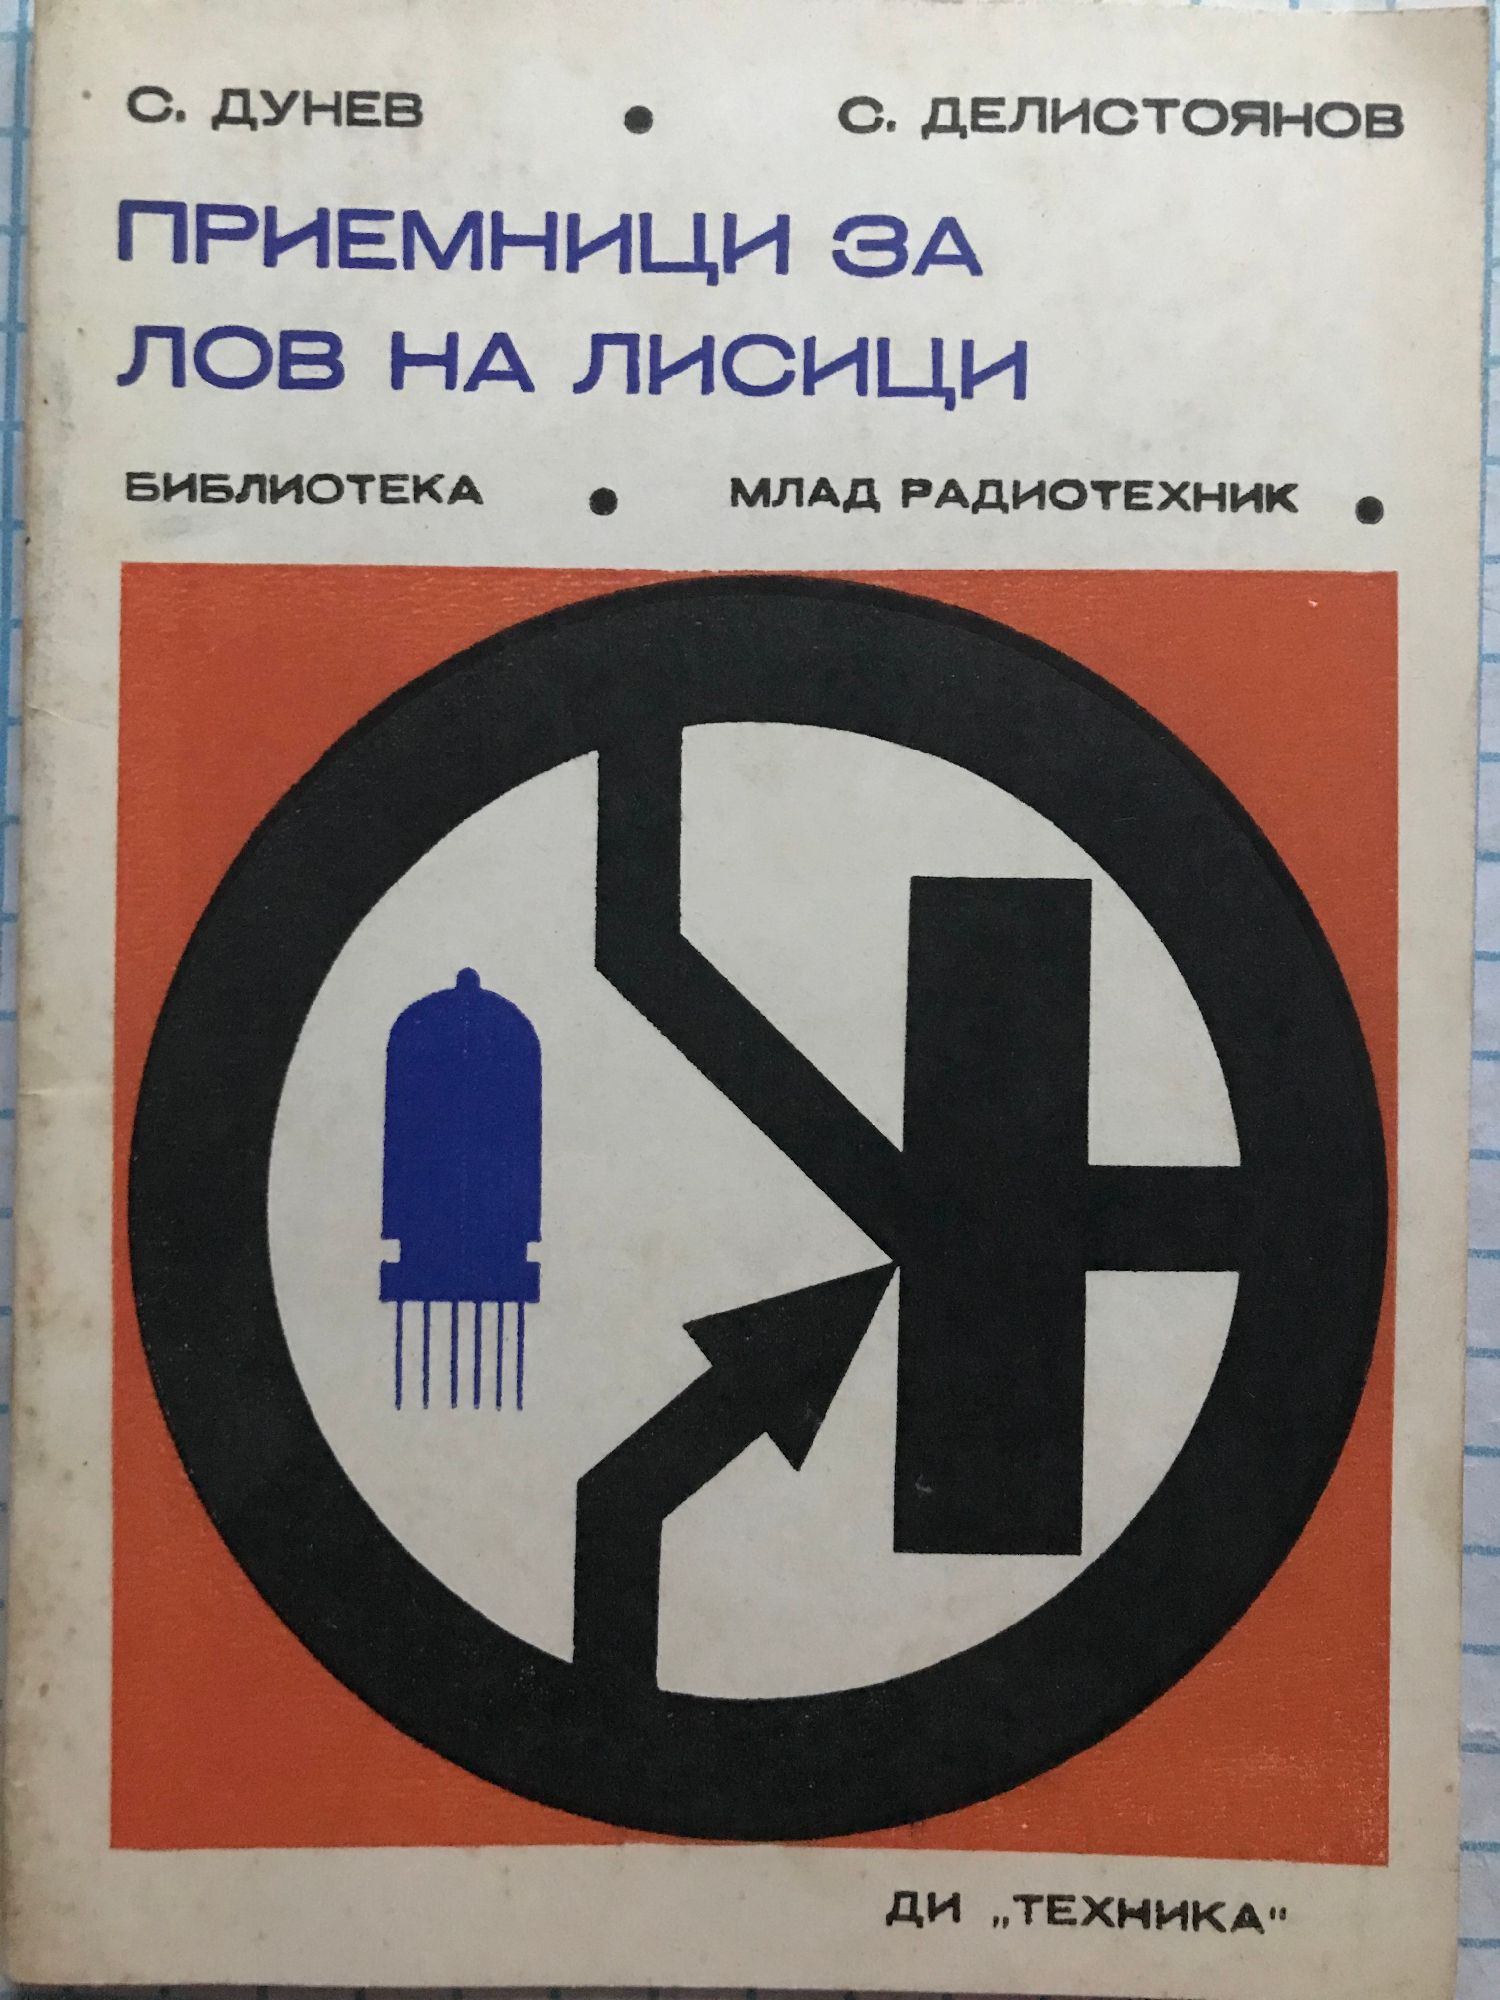 С. ДУНЕВ • С. ДЕЛИСТОЯНОВ
ПРИЕМНИЦИ ЗА
ЛОВ НА ЛИСИЦИ
БИБЛИОТЕКА • МЛАД РАДИОТЕХНИК •
ДИ „ТЕХНИКА“